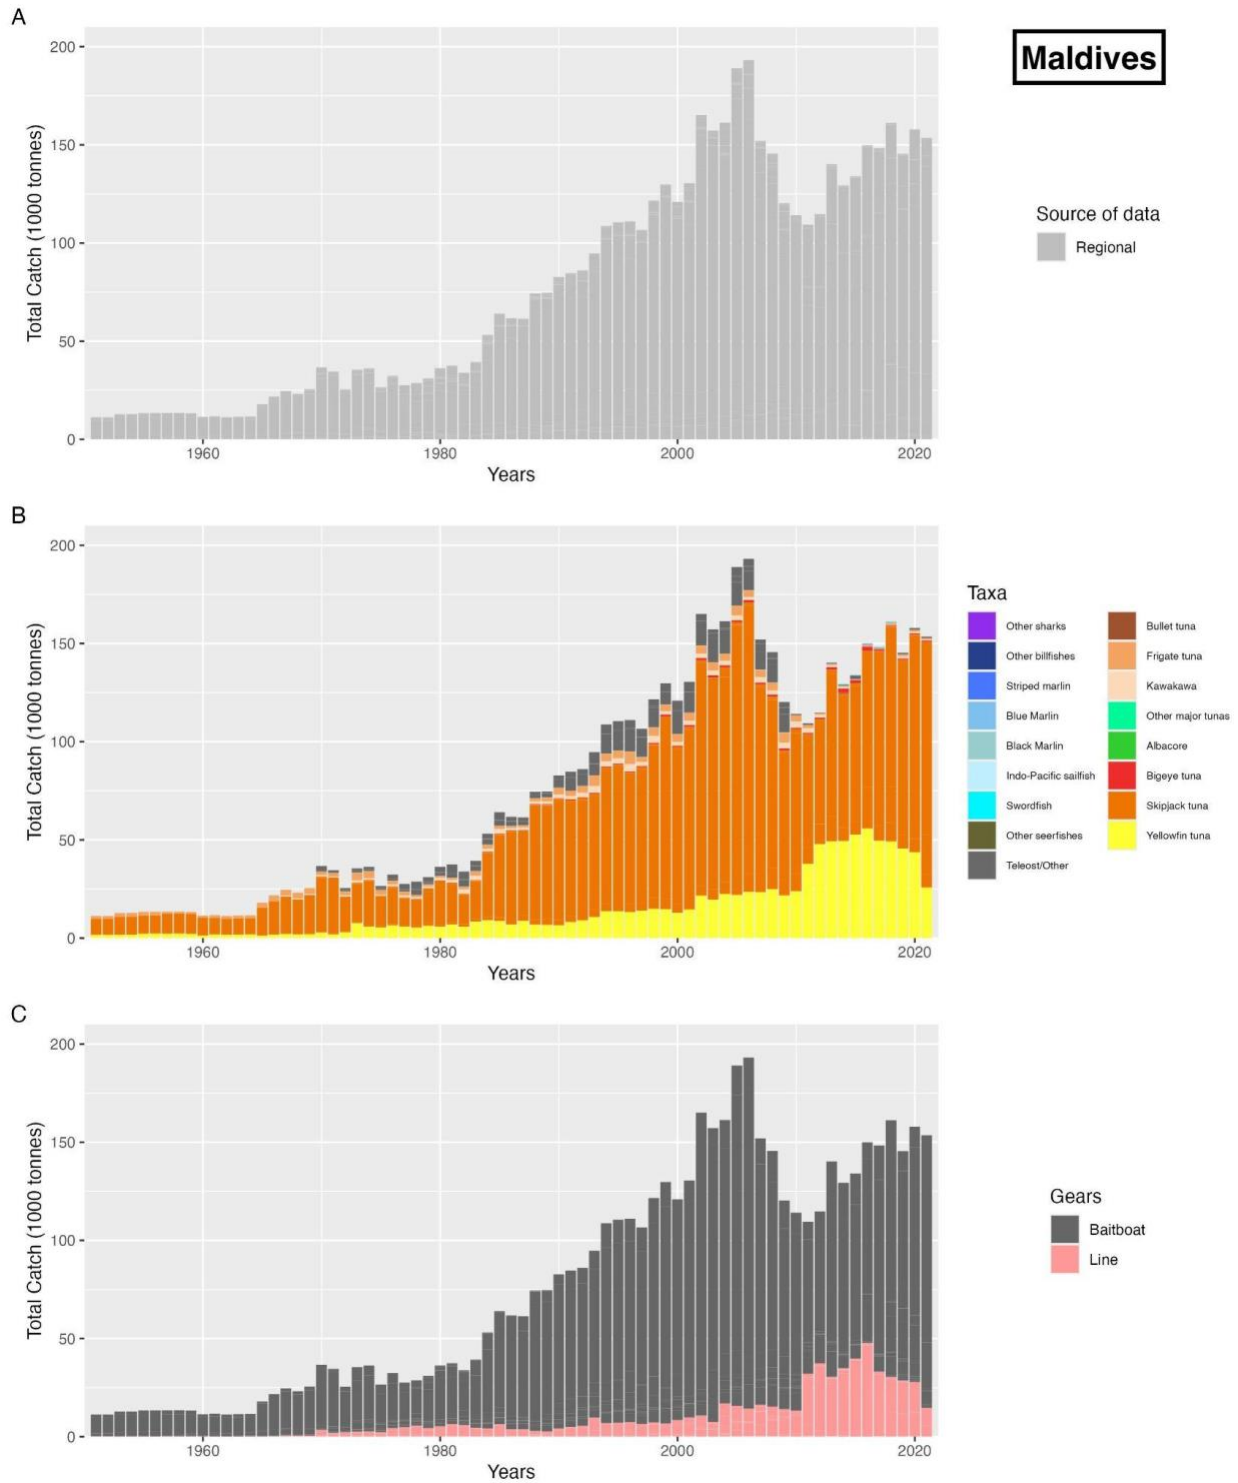 A
Maldives
200
150
100
50
0
Total Catch (1000 tonnes)
1960
1980
2000
2020
Years
Source of data
Regional
B
200
150
100
50
0
Total Catch (1000 tonnes)
1960
1980
2000
2020
Years
Taxa
Other sharks
Other billfishes
Striped marlin
Blue Marlin
Black Marlin
Indo-Pacific sailfish
Swordfish
Other seerfishes
Teleost/Other
Bullet tuna
Frigate tuna
Kawakawa
Other major tunas
Albacore
Bigeye tuna
Skipjack tuna
Yellowfin tuna
C
200
150
100
50
0
Total Catch (1000 tonnes)
1960
1980
2000
2020
Years
Gears
Baitboat
Line